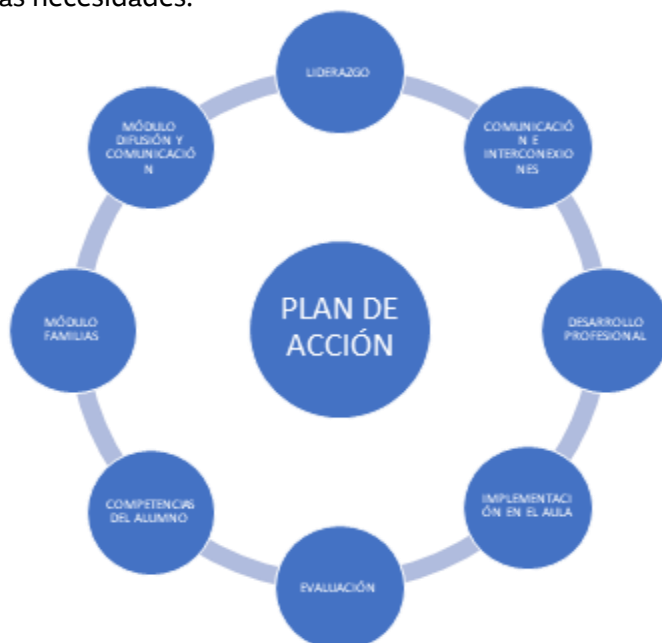 as necesidades.
LIDERAZGO
COMUNICACIÓ
N E
INTERCONEXIO
NES
DESARROLLO
PROFESIONAL
IMPLEMENTACI
ÓN EN EL AULA
EVALUACIÓN
COMPETENCIAS
DEL ALUMNO
MÓDULO
FAMILIAS
MÓDULO
DIFUSIÓN Y
COMUNICACIÓ
N
PLAN DE
ACCIÓN